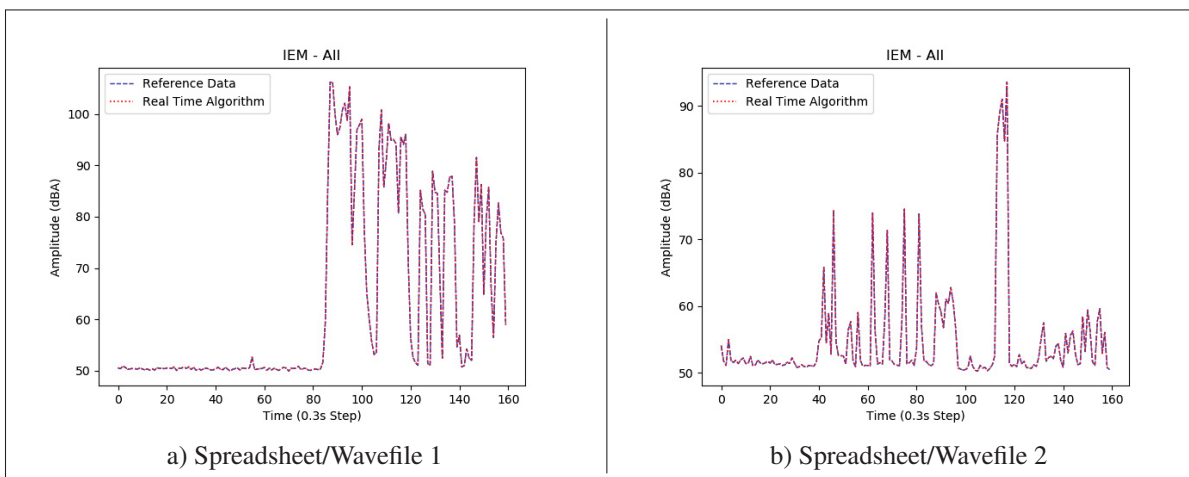 IEM - All
Reference Data
Real Time Algorithm
Amplitude (dBA)
100
90
80
70
60
50
0 20 40 60 80 100 120 140 160
Time (0.3s Step)
a) Spreadsheet/Wavefile 1
IEM - All
Reference Data
Real Time Algorithm
Amplitude (dBA)
90
80
70
60
50
0 20 40 60 80 100 120 140 160
Time (0.3s Step)
b) Spreadsheet/Wavefile 2